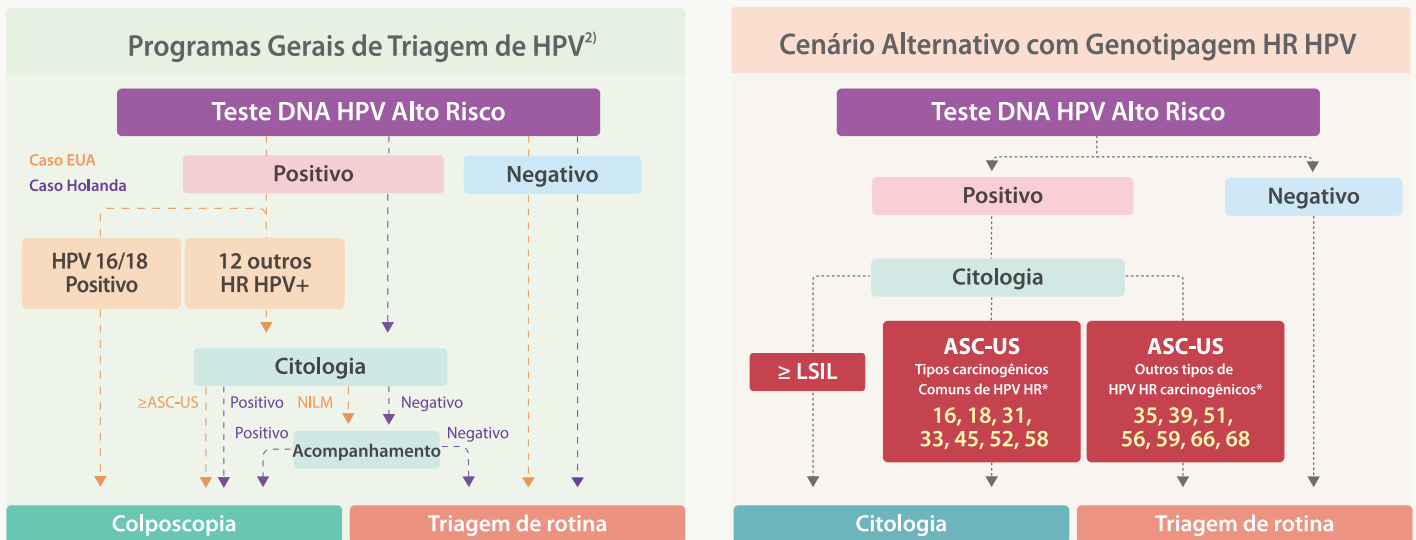 Programas Gerais de Triagem de HPV2)
Teste DNA HPV Alto Risco
Caso EUA
Caso Holanda
Positivo
Negativo
HPV 16/18
Positivo
12 outros
HR HPV+
Citologia
≥ASC-US
Positivo
NILM
Negativo
Positivo
Negativo
Acompanhamento
Colposcopia
Triagem de rotina
Cenário Alternativo com Genotipagem HR HPV
Teste DNA HPV Alto Risco
Positivo
Negativo
Citologia
≥ LSIL
ASC-US
Tipos carcinogênicos
Comuns de HPV HR*
16, 18, 31,
33, 45, 52, 58
ASC-US
Outros tipos de
HPV HR carcinogênicos*
35, 39, 51,
56, 59, 66, 68
Citologia
Triagem de rotina